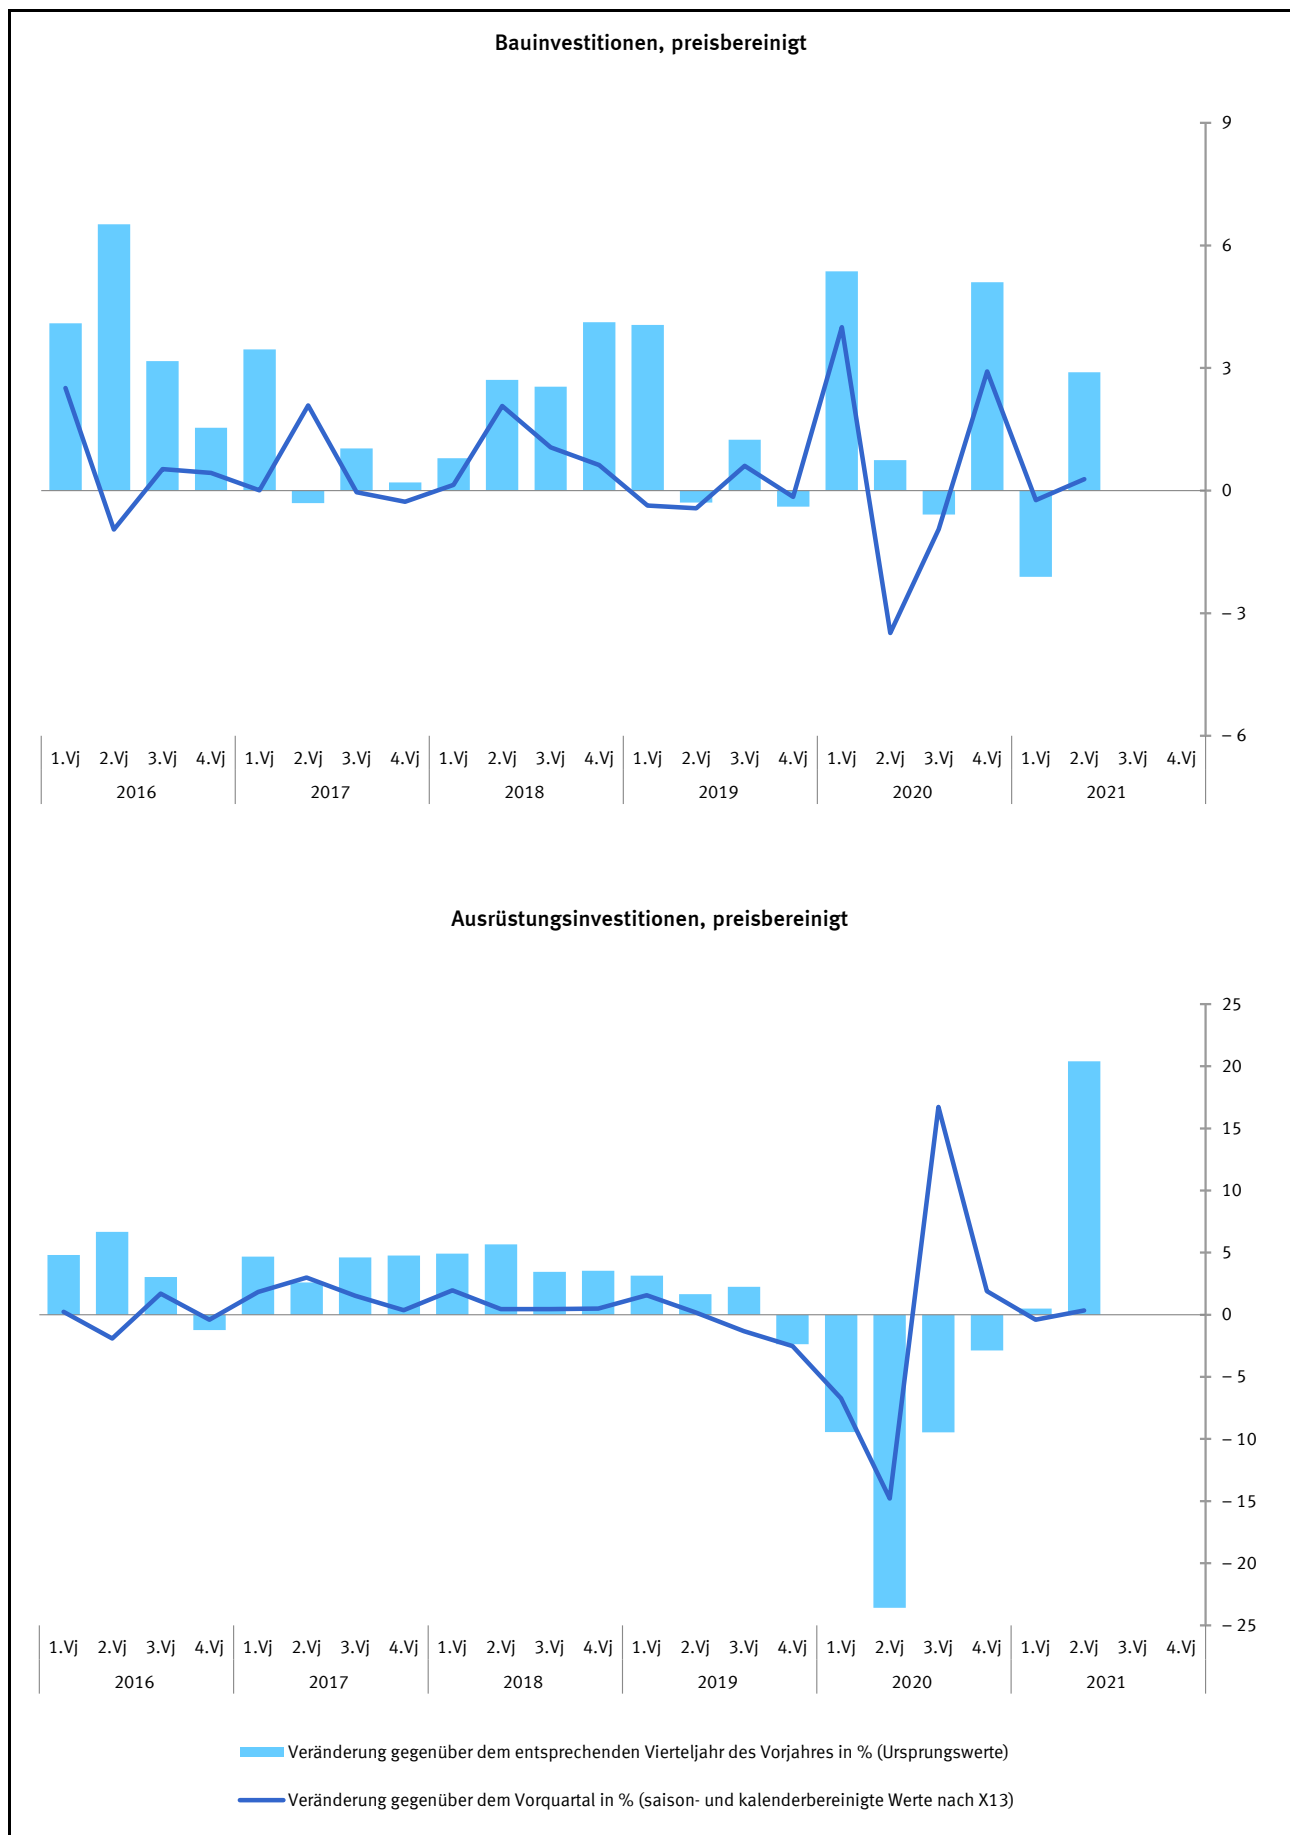 Bauinvestitionen, preisbereinigt
9
6
3
0
– 3
– 6
1.Vj 2.Vj 3.Vj 4.Vj 1.Vj 2.Vj 3.Vj 4.Vj 1.Vj 2.Vj 3.Vj 4.Vj 1.Vj 2.Vj 3.Vj 4.Vj 1.Vj 2.Vj 3.Vj 4.Vj 1.Vj 2.Vj 3.Vj 4.Vj
2016 2017 2018 2019 2020 2021
Ausrüstungsinvestitionen, preisbereinigt
25
20
15
10
5
0
– 5
– 10
– 15
– 20
– 25
1.Vj 2.Vj 3.Vj 4.Vj 1.Vj 2.Vj 3.Vj 4.Vj 1.Vj 2.Vj 3.Vj 4.Vj 1.Vj 2.Vj 3.Vj 4.Vj 1.Vj 2.Vj 3.Vj 4.Vj 1.Vj 2.Vj 3.Vj 4.Vj
2016 2017 2018 2019 2020 2021
Veränderung gegenüber dem entsprechenden Vierteljahr des Vorjahres in % (Ursprungswerte)
Veränderung gegenüber dem Vorquartal in % (saison- und kalenderbereinigte Werte nach X13)